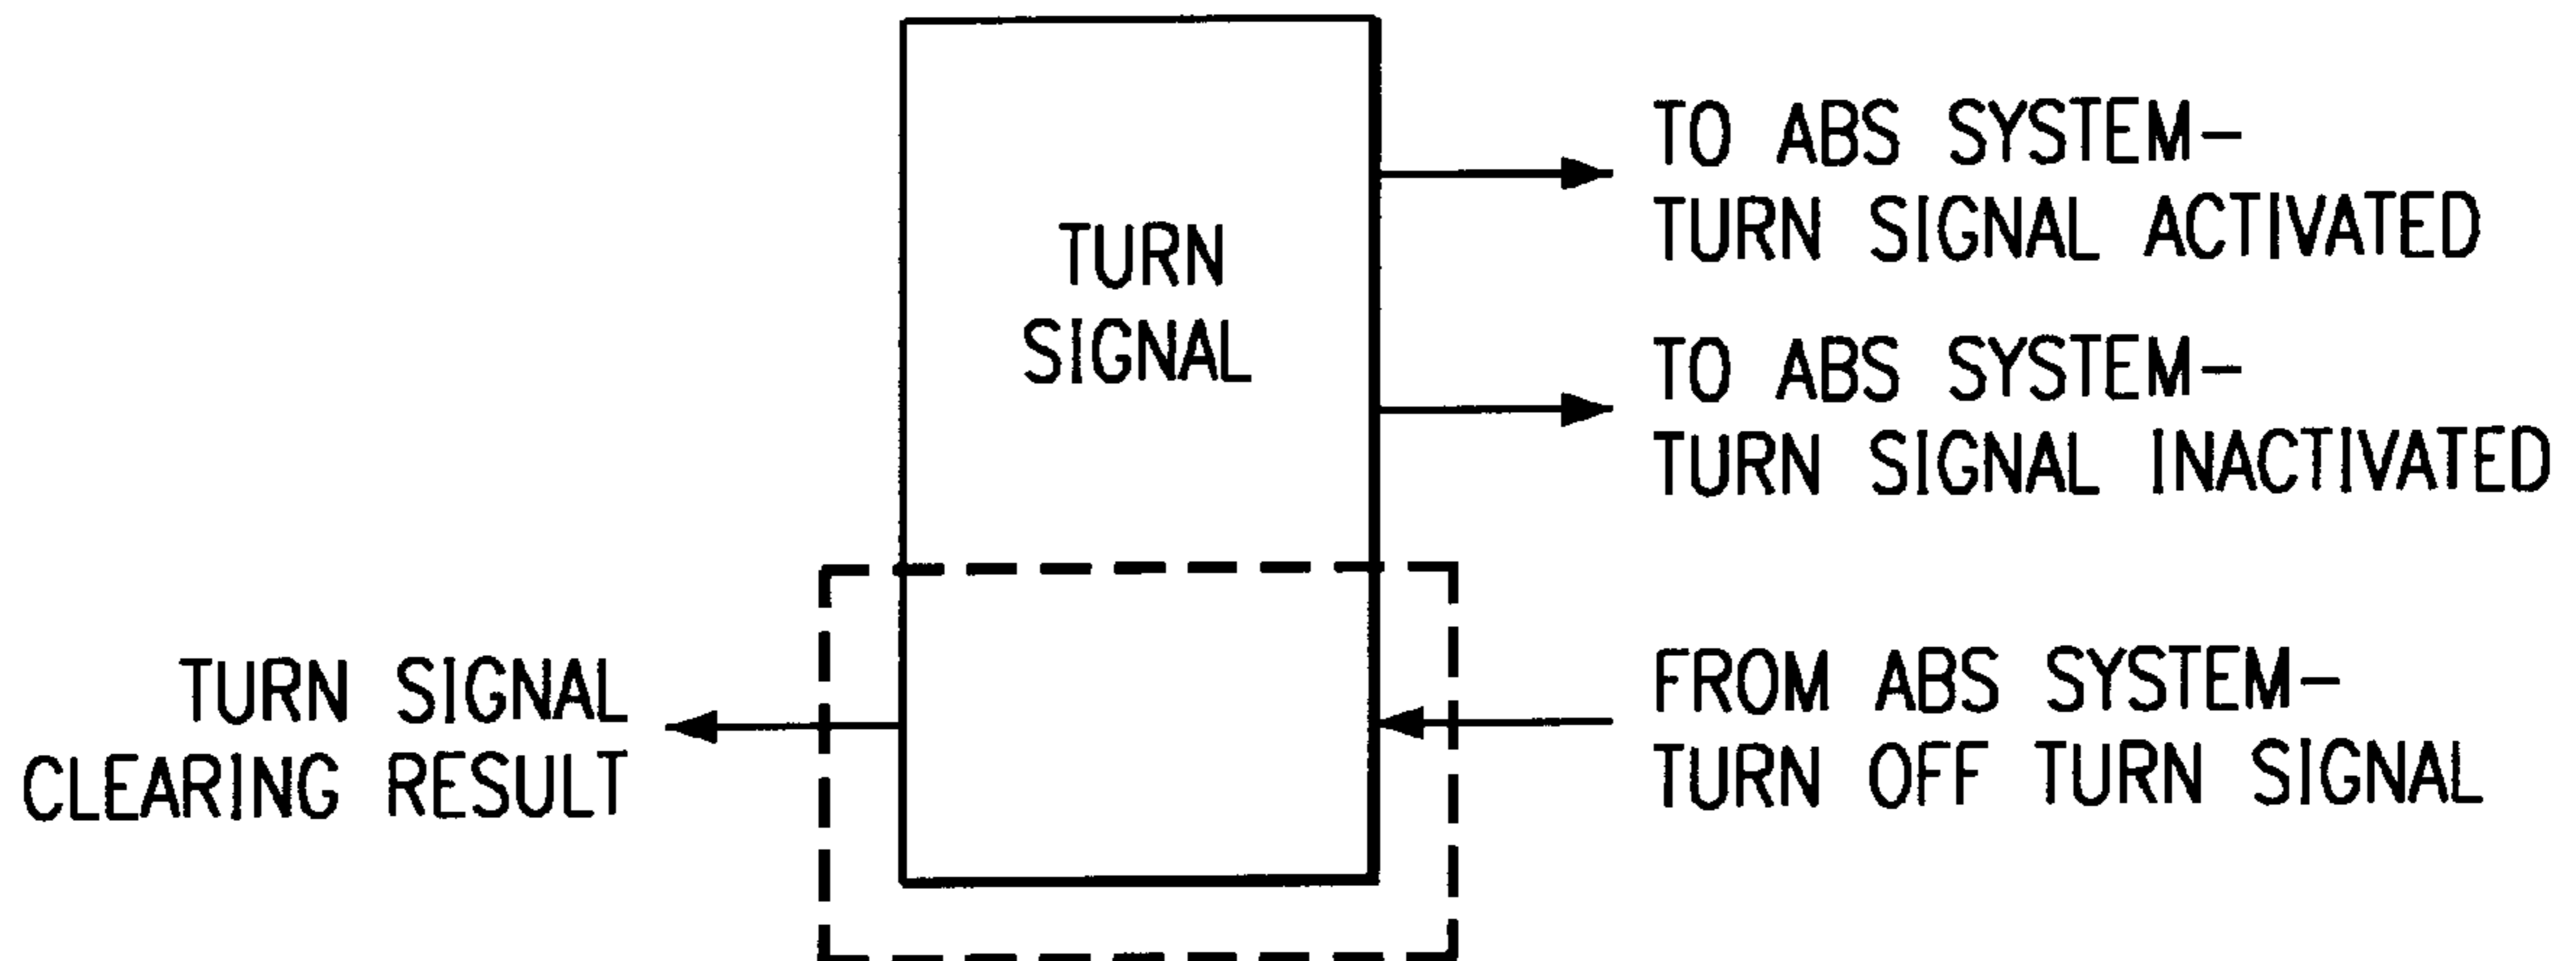 TURN
SIGNAL
TO ABS SYSTEM-
TURN SIGNAL ACTIVATED
TO ABS SYSTEM-
TURN SIGNAL INACTIVATED
TURN SIGNAL
CLEARING RESULT
FROM ABS SYSTEM-
TURN OFF TURN SIGNAL